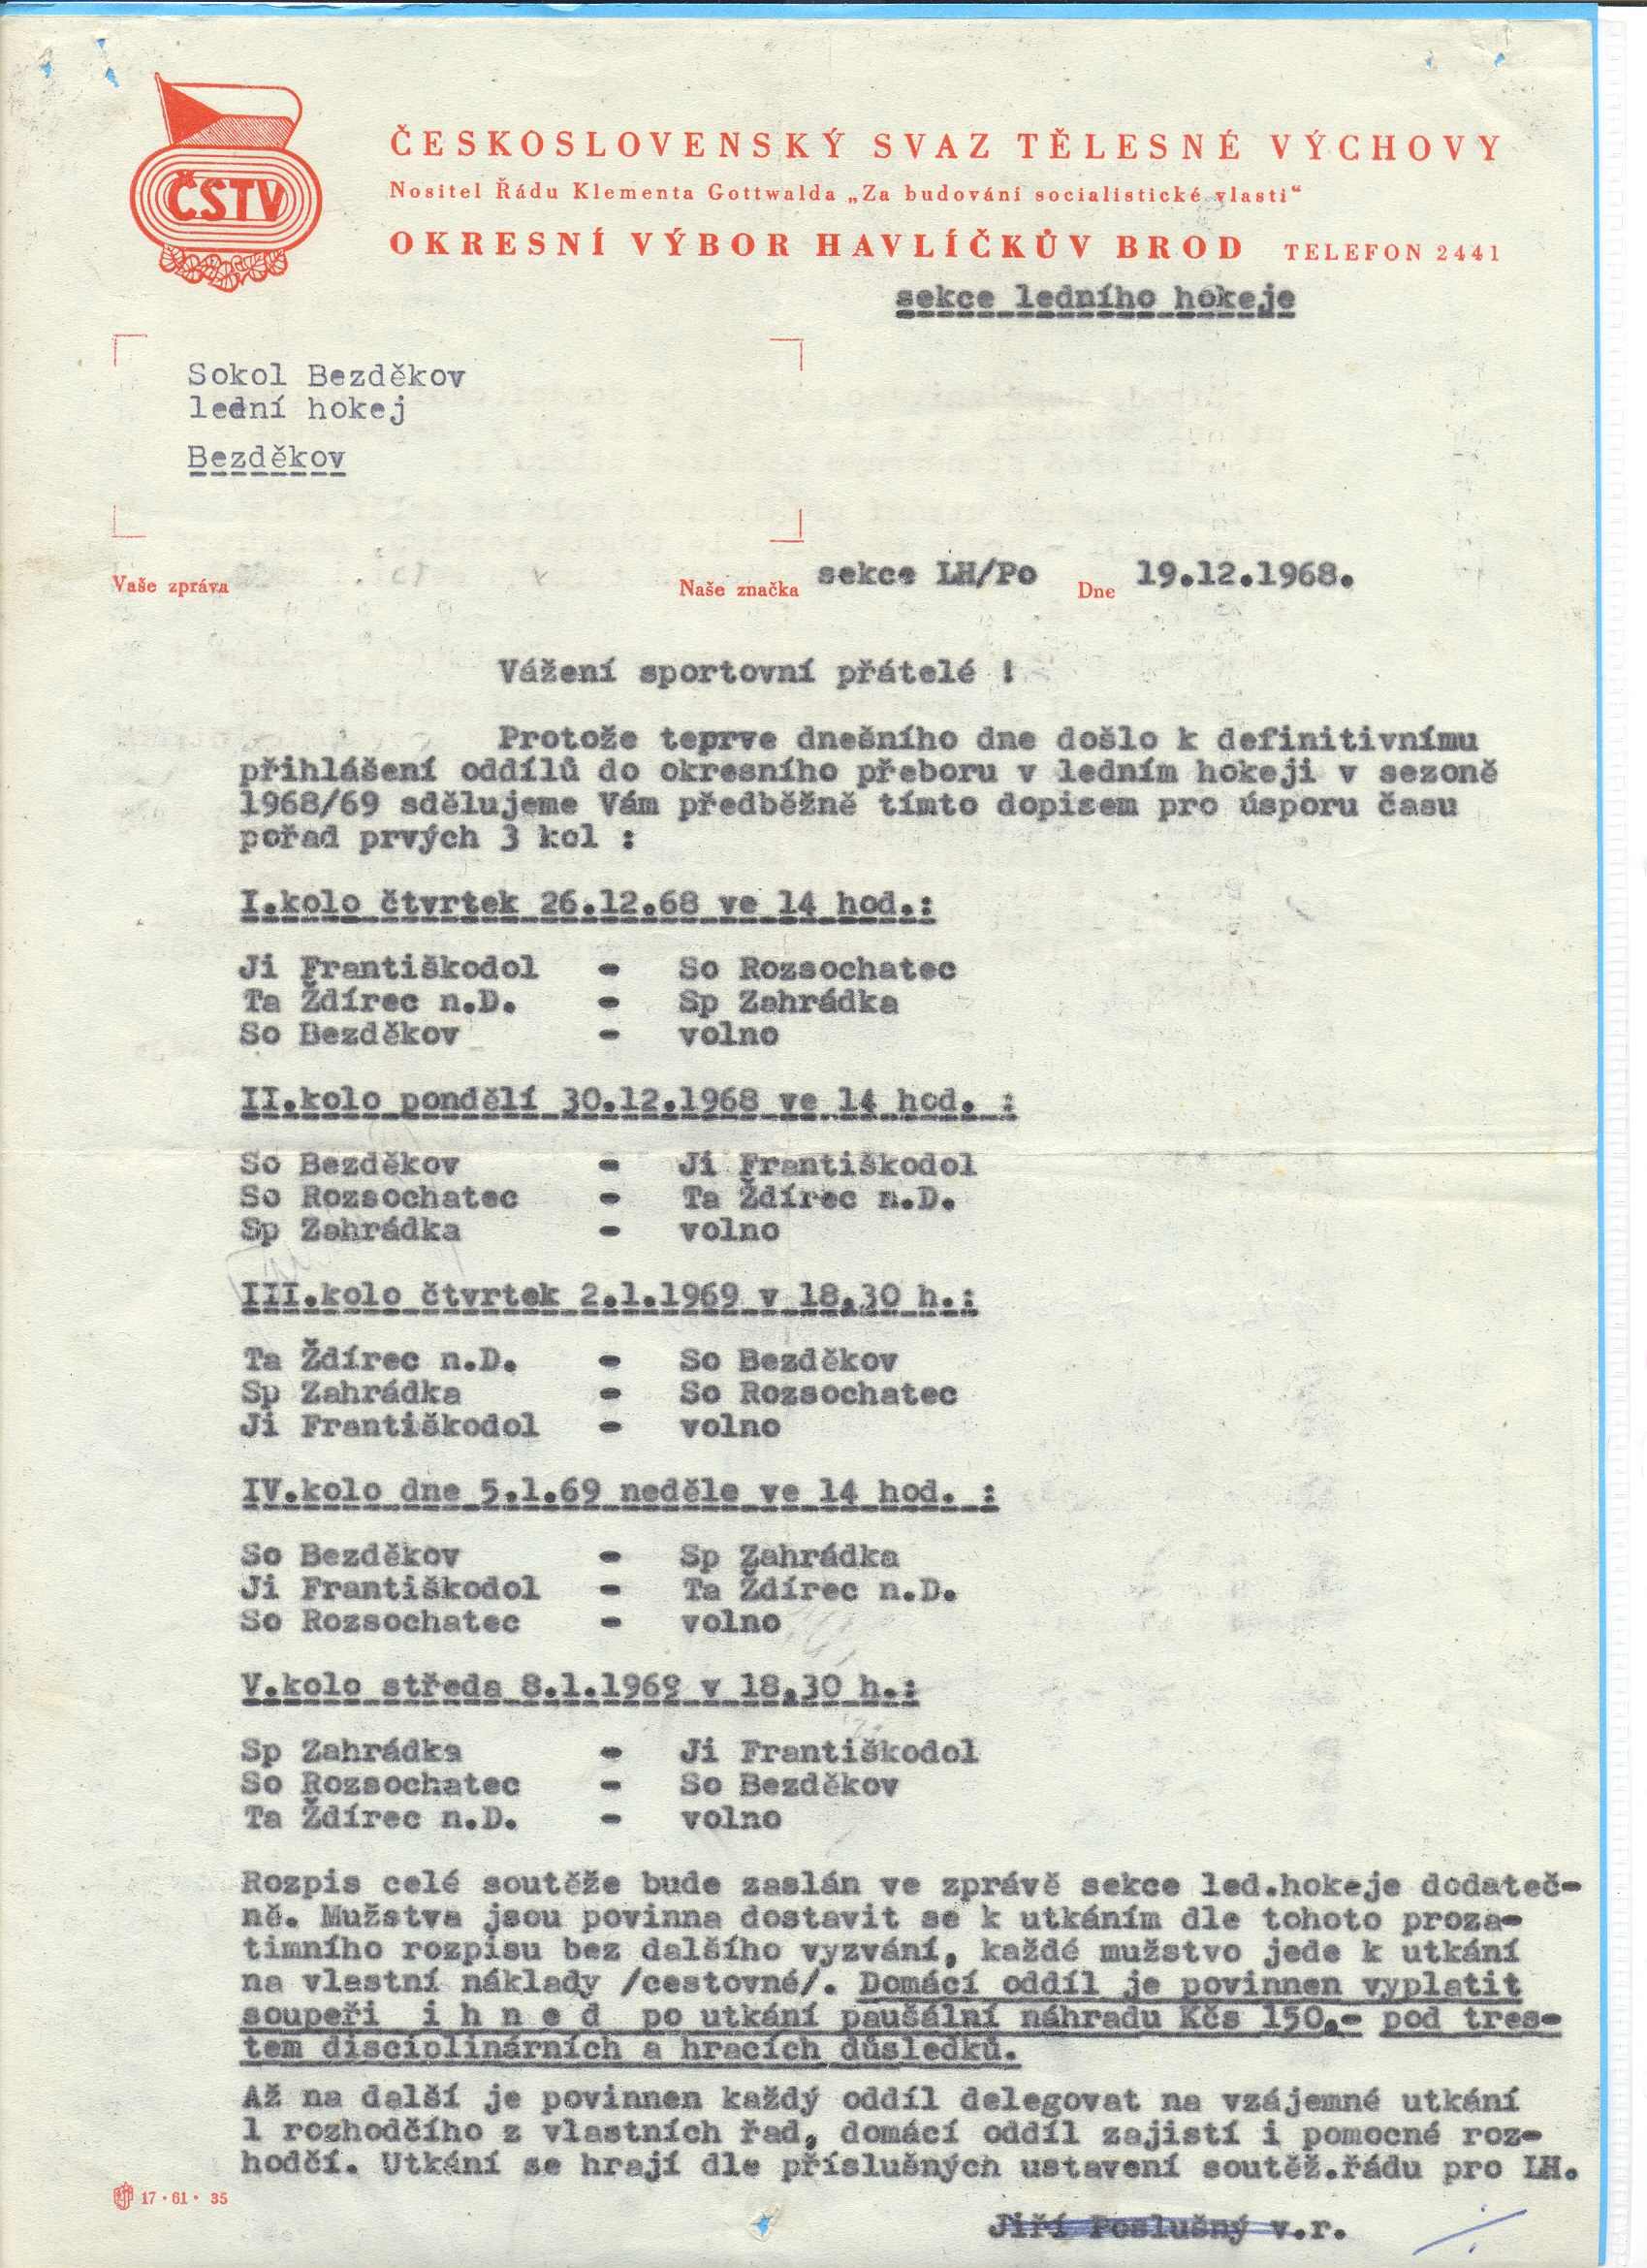 ČSTV
ČESKOSLOVENSKÝ SVAZ TĚLESNÉ VÝCHOVY
Nositel Řádu Klementa Gottwalda „Za budování socialistické vlasti“
OKRESNÍ VÝBOR HAVLÍČKŮV BROD TELEFON 2441
sekce ledního hokeje
Sokol Bezděkov
lední hokej
Bezděkov
Vaše zpráva Naše značka sekce LH/Po Dne 19.12.1968.
Vážení sportovní přátelé !
Protože teprve dnešního dne došlo k definitivnímu
přihlášení oddílů do okresního přeboru v ledním hokeji v sezoně
1968/69 sdělujeme Vám předběžně tímto dopisem pro úsporu času
pořad prvých 3 kol :
I.kolo čtvrtek 26.12.68 ve 14 hod.:
Ji Františkodol - So Rozsochatec
Ta Ždírec n.D. - Sp Zahrádka
So Bezděkov - volno
II.kolo pondělí 30.12.1968 ve 14 hod. :
So Bezděkov - Ji Františkodol
So Rozsochatec - Ta Ždírec n.D.
Sp Zahrádka - volno
III.kolo čtvrtek 2.1.1969 v 18,30 h.:
Ta Ždírec n.D. - So Bezděkov
Sp Zahrádka - So Rozsochatec
Ji Františkodol - volno
IV.kolo dne 5.1.69 neděle ve 14 hod. :
So Bezděkov - Sp Zahrádka
Ji Františkodol - Ta Ždírec n.D.
So Rozsochatec - volno
V.kolo středa 8.1.1969 v 18,30 h.:
Sp Zahrádka - Ji Františkodol
So Rozsochatec - So Bezděkov
Ta Ždírec n.D. - volno
Rozpis celé soutěže bude zaslán ve zprávě sekce led.hokeje dodateč-
ně. Mužstva jsou povinna dostavit se k utkáním dle tohoto proza-
timního rozpisu bez dalšího vyzvání, každé mužstvo jede k utkání
na vlastní náklady /cestovné/. Domácí oddíl je povinnen vyplatit
soupeři i h n e d po utkání paušální náhradu Kčs 150.- pod tres-
tem disciplinárních a hracích důsledků.
Až na další je povinnen každý oddíl delegovat na vzájemné utkání
1 rozhodčího z vlastních řad, domácí oddíl zajistí i pomocné roz-
hodčí. Utkání se hrají dle příslušných ustavení soutěž.řádu pro LH.
17 · 61 · 35
Jiří Poslušný v.r.